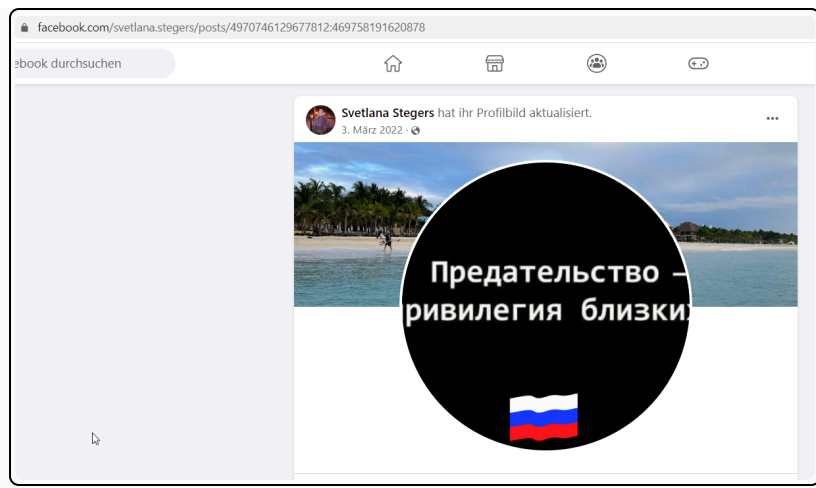 facebook.com/svetlana.stegers/posts/4970746129677812:469758191620878
ebook durchsuchen
Svetlana Stegers hat ihr Profilbild aktualisiert.
3. März 2022 ·
Предательство –
ривилегия близки